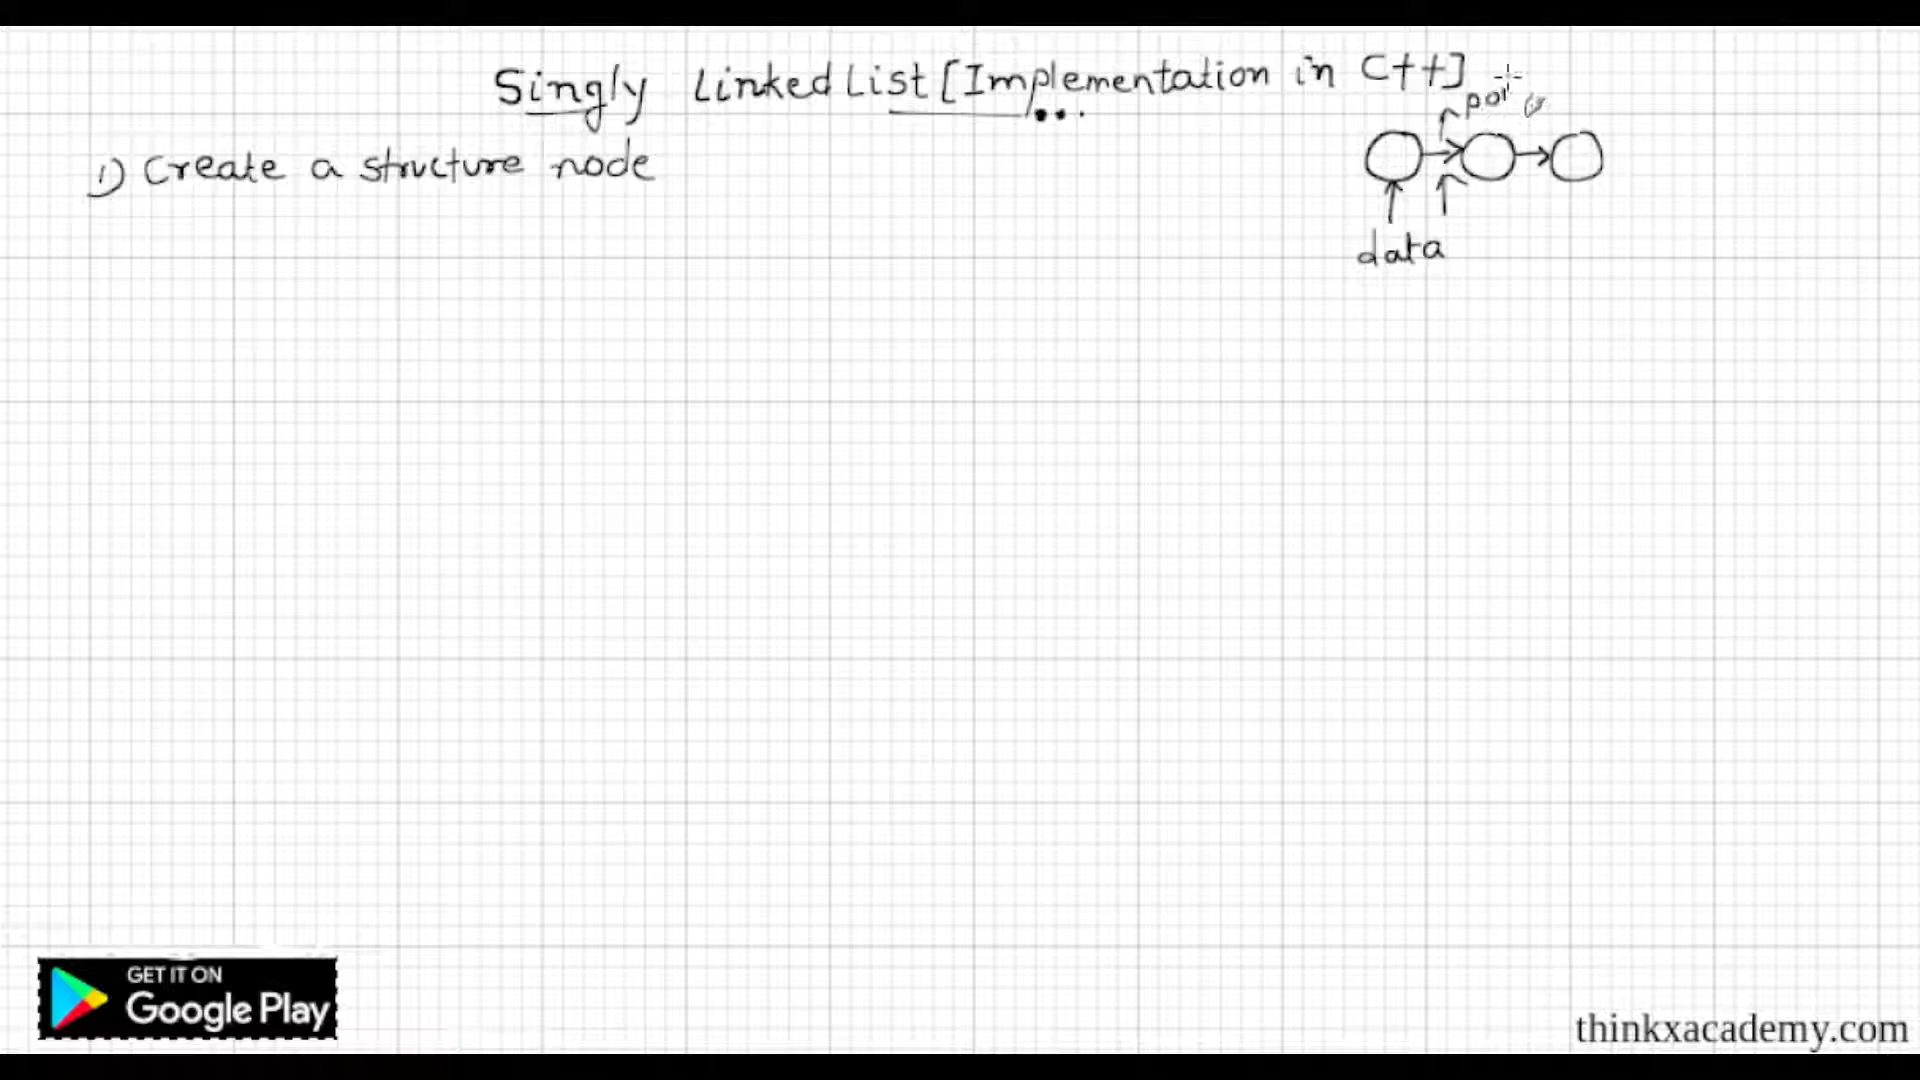 Singly Linked List [Implementation in C++]
1) Create a structure node
data
GET IT ON
Google Play
thinkxacademy.com